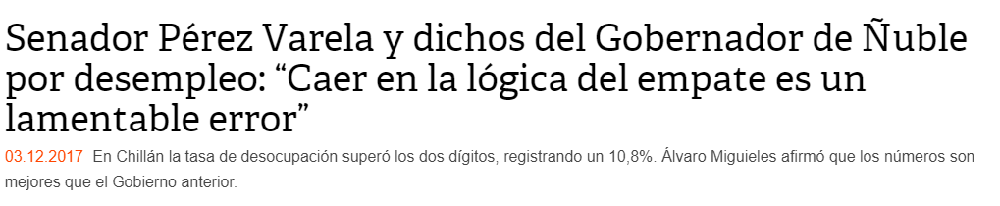 Senador Pérez Varela y dichos del Gobernador de Ñuble
por desempleo: “Caer en la lógica del empate es un
lamentable error”
03.12.2017 En Chillán la tasa de desocupación superó los dos dígitos, registrando un 10,8%. Álvaro Miguieles afirmó que los números son
mejores que el Gobierno anterior.